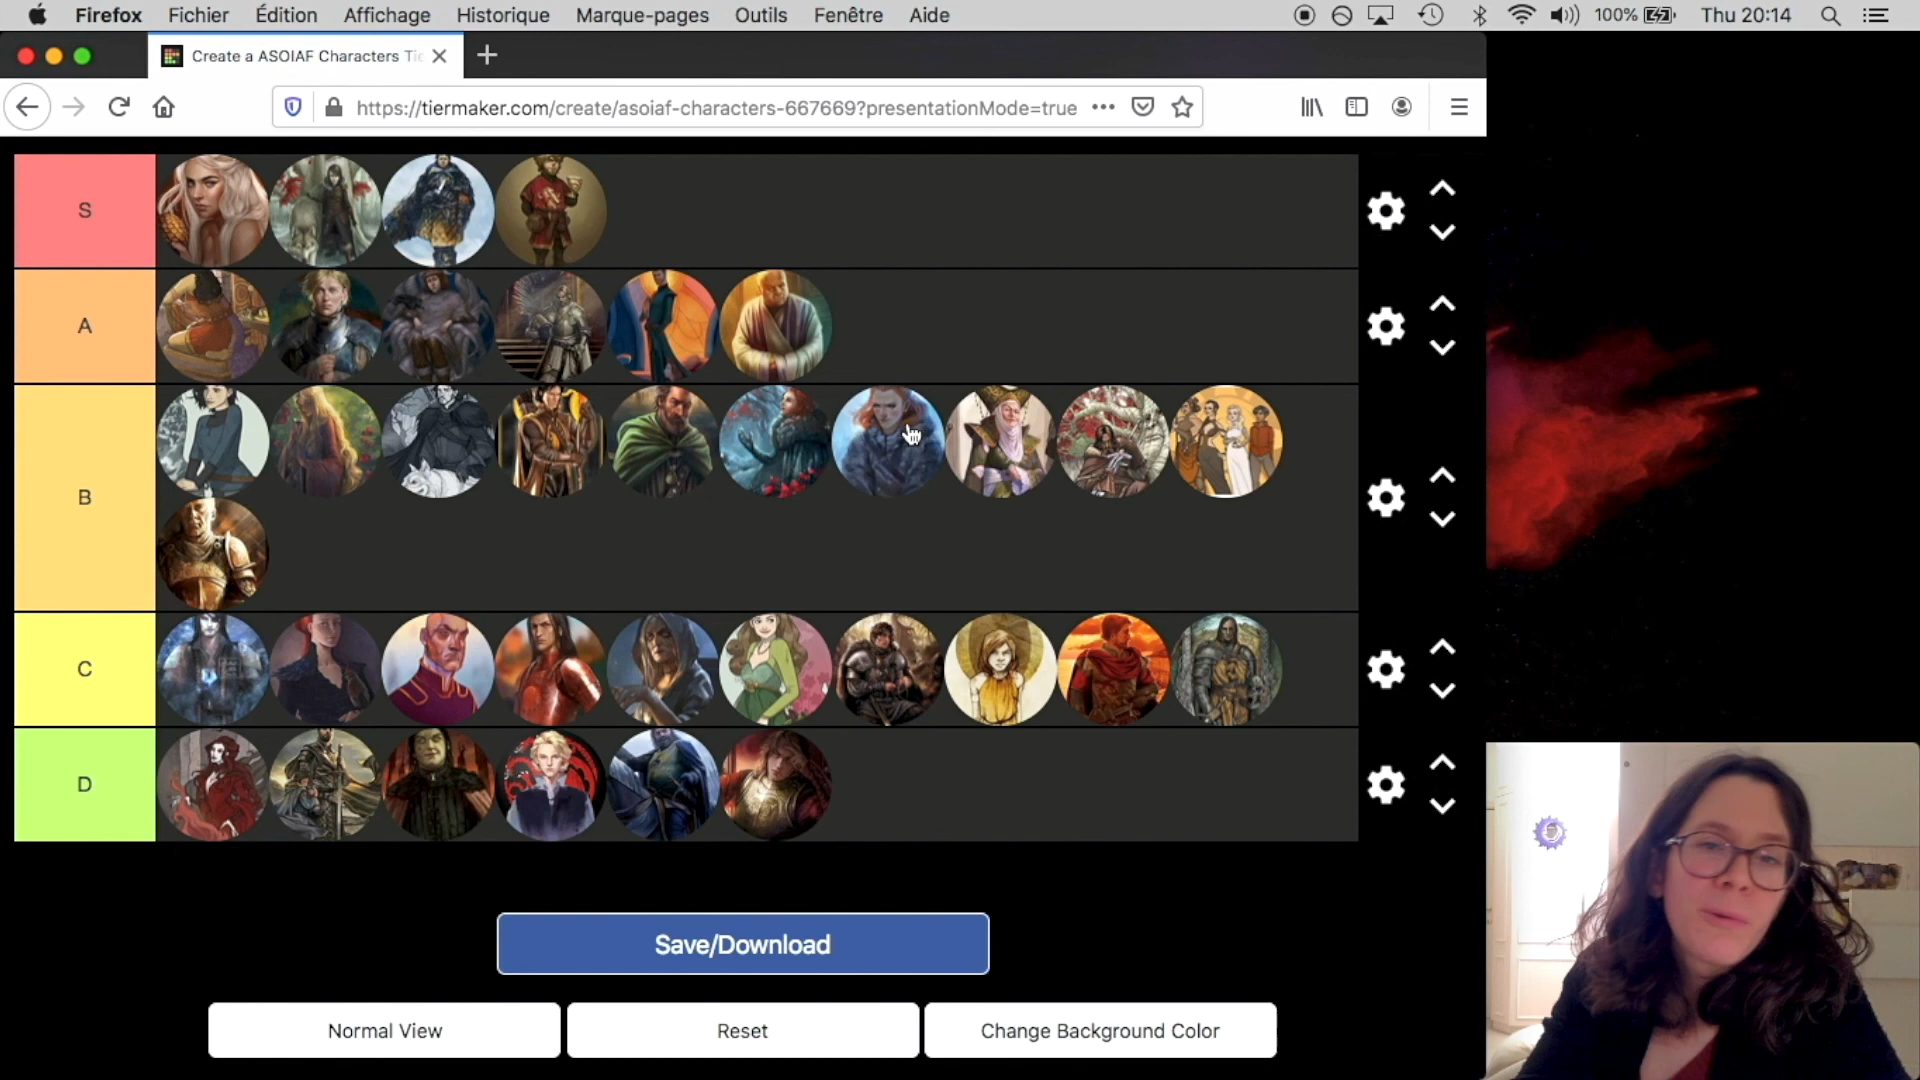 Firefox Fichier Édition Affichage Historique Marque-pages Outils Fenêtre Aide 100% Thu 20:14
Create a ASOIAF Characters Tie
https://tiermaker.com/create/asoiaf-characters-667669?presentationMode=true
S
A
B
C
D
Save/Download
Normal View Reset Change Background Color